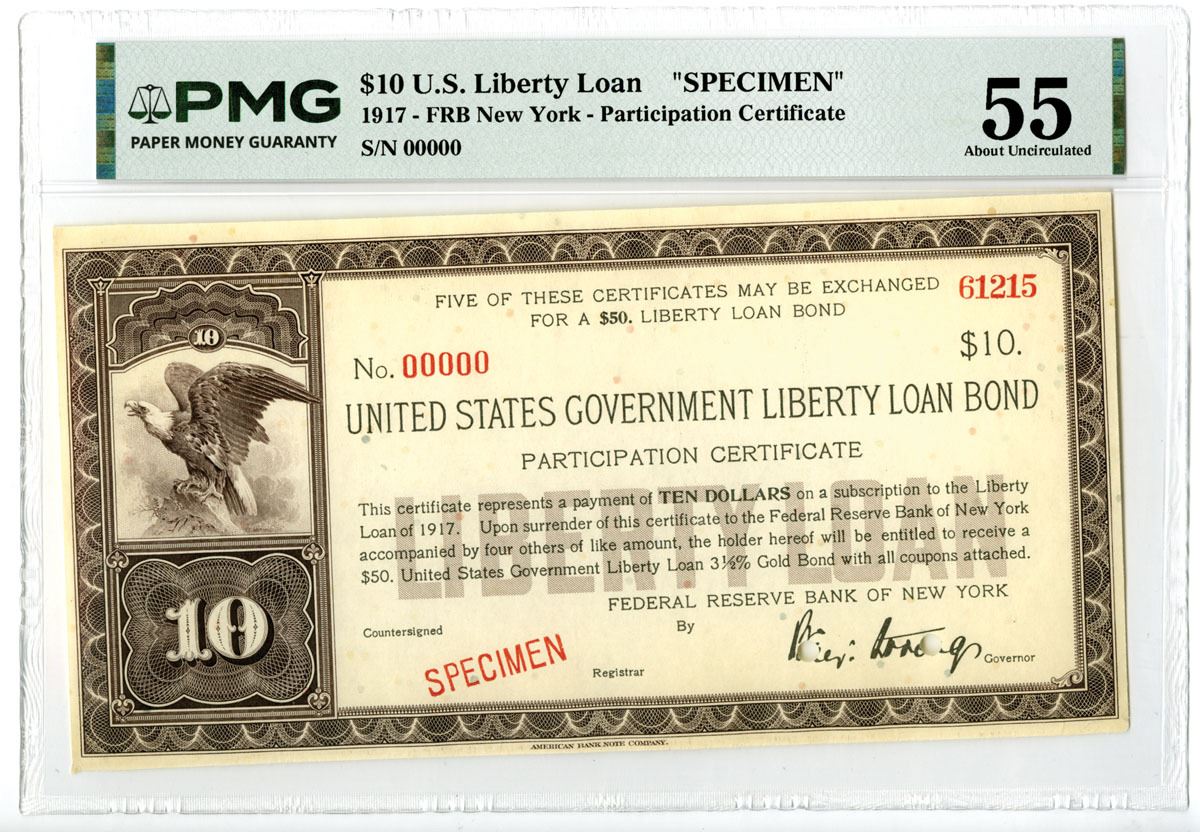 PMG
PAPER MONEY GUARANTY
$10 U.S. Liberty Loan "SPECIMEN"
1917 - FRB New York - Participation Certificate
S/N 00000
55
About Uncirculated
FIVE OF THESE CERTIFICATES MAY BE EXCHANGED
FOR A $50. LIBERTY LOAN BOND
61215
No. 00000
$10.
10
UNITED STATES GOVERNMENT LIBERTY LOAN BOND
PARTICIPATION CERTIFICATE
LIBERTY LOAN
This certificate represents a payment of TEN DOLLARS on a subscription to the Liberty
Loan of 1917. Upon surrender of this certificate to the Federal Reserve Bank of New York
accompanied by four others of like amount, the holder hereof will be entitled to receive a
$50. United States Government Liberty Loan 3½% Gold Bond with all coupons attached.
FEDERAL RESERVE BANK OF NEW YORK
10
Countersigned
By
SPECIMEN
Registrar
Governor
AMERICAN BANK NOTE COMPANY.